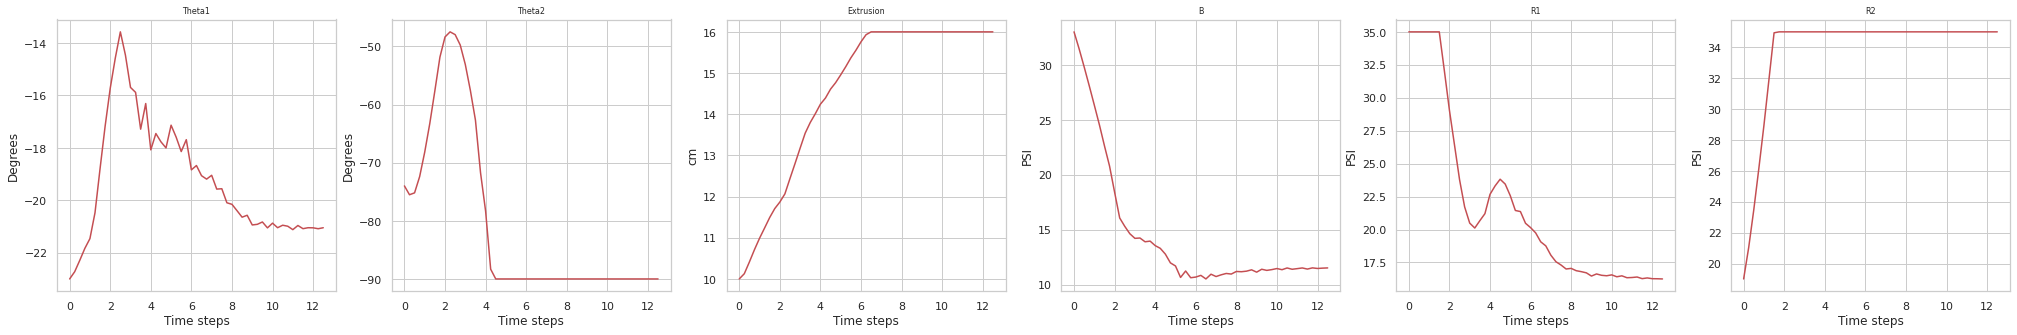 Theta1
−14
−16
−18
−20
−22
Degrees
0 2 4 6 8 10 12
Time steps
Theta2
−50
−60
−70
−80
−90
Degrees
0 2 4 6 8 10 12
Time steps
Extrusion
16
15
14
13
12
11
10
cm
0 2 4 6 8 10 12
Time steps
B
30
25
20
15
10
PSI
0 2 4 6 8 10 12
Time steps
R1
35.0
32.5
30.0
27.5
25.0
22.5
20.0
17.5
PSI
0 2 4 6 8 10 12
Time steps
R2
34
32
30
28
26
24
22
20
PSI
0 2 4 6 8 10 12
Time steps